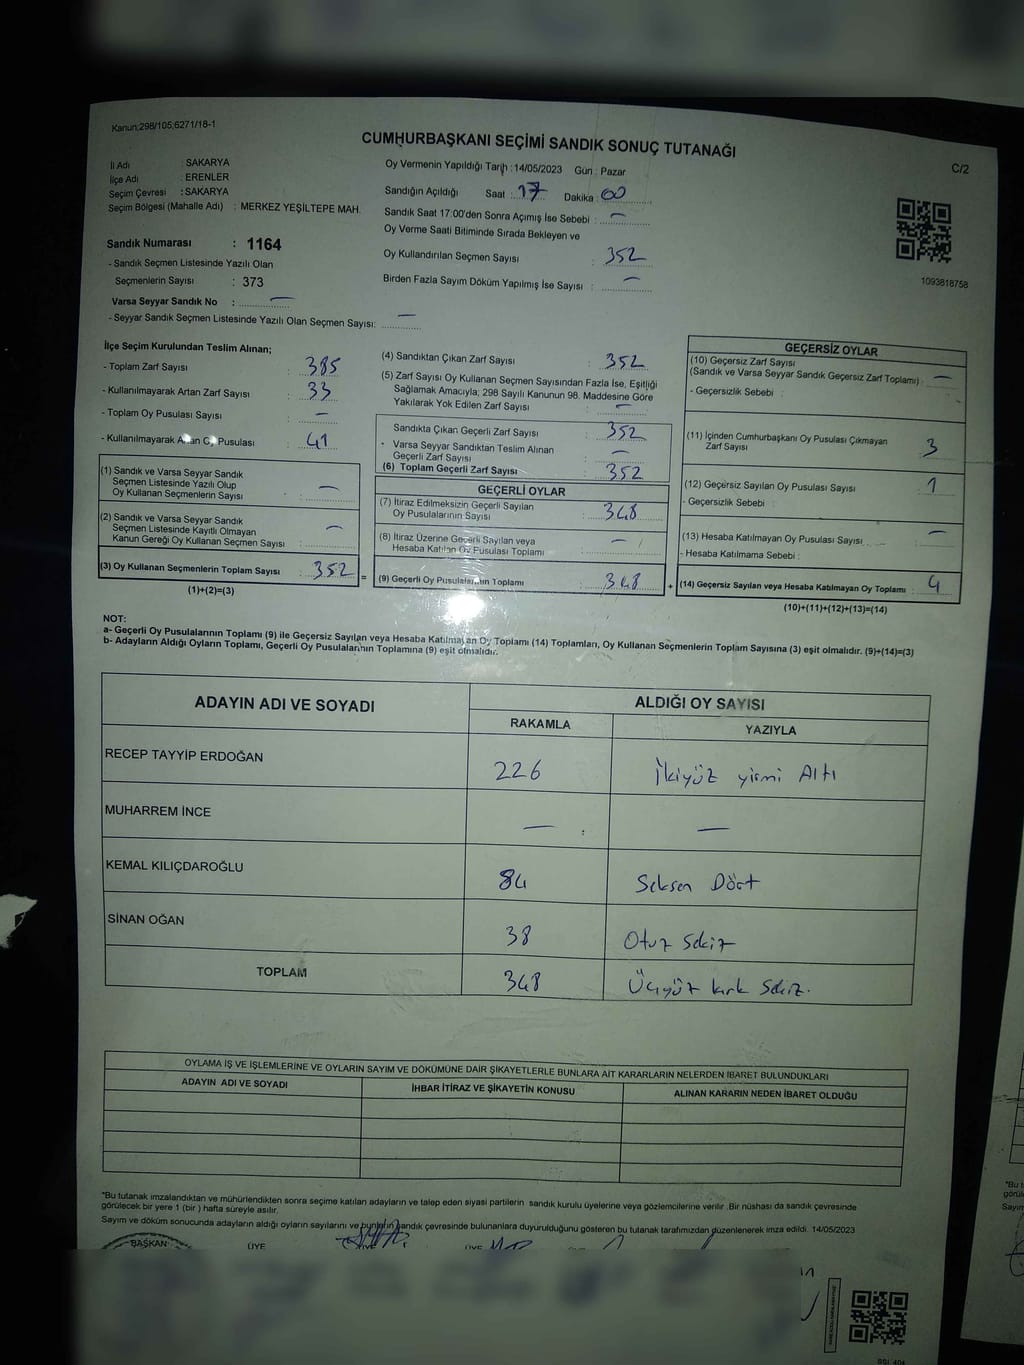 Kanun;298/105;6271/18-1
CUMHURBAŞKANI SEÇİMİ SANDIK SONUÇ TUTANAĞI
C/2
İl Adı : SAKARYA
İlçe Adı : ERENLER
Seçim Çevresi : SAKARYA
Seçim Bölgesi (Mahalle Adı) : MERKEZ YEŞİLTEPE MAH.
Oy Vermenin Yapıldığı Tarih :14/05/2023 Gün : Pazar
Sandığın Açıldığı Saat : 17 Dakika : 00
Sandık Saat 17:00'den Sonra Açımış İse Sebebi : —
Oy Verme Saati Bitiminde Sırada Bekleyen ve
Oy Kullandırılan Seçmen Sayısı : 352
Birden Fazla Sayım Döküm Yapılmış İse Sayısı : —
1093818758
Sandık Numarası : 1164
- Sandık Seçmen Listesinde Yazılı Olan
Seçmenlerin Sayısı : 373
Varsa Seyyar Sandık No : —
- Seyyar Sandık Seçmen Listesinde Yazılı Olan Seçmen Sayısı: —
İlçe Seçim Kurulundan Teslim Alınan;
- Toplam Zarf Sayısı : 385
- Kullanılmayarak Artan Zarf Sayısı : 33
- Toplam Oy Pusulası Sayısı : —
- Kullanılmayarak Artan Oy Pusulası : 41
(1) Sandık ve Varsa Seyyar Sandık
Seçmen Listesinde Yazılı Olup
Oy Kullanan Seçmenlerin Sayısı : —
(2) Sandık ve Varsa Seyyar Sandık
Seçmen Listesinde Kayıtlı Olmayan
Kanun Gereği Oy Kullanan Seçmen Sayısı : —
(3) Oy Kullanan Seçmenlerin Toplam Sayısı : 352
(1)+(2)=(3)
=
(4) Sandıktan Çıkan Zarf Sayısı : 352
(5) Zarf Sayısı Oy Kullanan Seçmen Sayısından Fazla İse, Eşitliği
Sağlamak Amacıyla; 298 Sayılı Kanunun 98. Maddesine Göre
Yakılarak Yok Edilen Zarf Sayısı : —
Sandıkta Çıkan Geçerli Zarf Sayısı : 352
- Varsa Seyyar Sandıktan Teslim Alınan
Geçerli Zarf Sayısı : —
(6) Toplam Geçerli Zarf Sayısı : 352
GEÇERLİ OYLAR
(7) İtiraz Edilmeksizin Geçerli Sayılan
Oy Pusulalarının Sayısı : 348
(8) İtiraz Üzerine Geçerli Sayılan veya
Hesaba Katılan Oy Pusulası Toplamı : —
(9) Geçerli Oy Pusulalarının Toplamı : 348
+
GEÇERSİZ OYLAR
(10) Geçersiz Zarf Sayısı
(Sandık ve Varsa Seyyar Sandık Geçersiz Zarf Toplamı) : —
- Geçersizlik Sebebi :
(11) İçinden Cumhurbaşkanı Oy Pusulası Çıkmayan
Zarf Sayısı : 3
(12) Geçersiz Sayılan Oy Pusulası Sayısı : 1
- Geçersizlik Sebebi :
(13) Hesaba Katılmayan Oy Pusulası Sayısı : —
- Hesaba Katılmama Sebebi :
(14) Geçersiz Sayılan veya Hesaba Katılmayan Oy Toplamı : 4
(10)+(11)+(12)+(13)=(14)
NOT:
a- Geçerli Oy Pusulalarının Toplamı (9) ile Geçersiz Sayılan veya Hesaba Katılmayan Oy Toplamı (14) Toplamları, Oy Kullanan Seçmenlerin Toplam Sayısına (3) eşit olmalıdır. (9)+(14)=(3)
b- Adayların Aldığı Oyların Toplamı, Geçerli Oy Pusulalarının Toplamına (9) eşit olmalıdır.
ADAYIN ADI VE SOYADI
ALDIĞI OY SAYISI
RAKAMLA YAZIYLA
RECEP TAYYİP ERDOĞAN 226 İkiyüz yirmi Altı
MUHARREM İNCE — —
KEMAL KILIÇDAROĞLU 84 Seksen Dört
SİNAN OĞAN 38 Otuz Sekiz
TOPLAM 348 Üçyüz kırk Sekiz.
OYLAMA İŞ VE İŞLEMLERİNE VE OYLARIN SAYIM VE DÖKÜMÜNE DAİR ŞİKAYETLERLE BUNLARA AİT KARARLARIN NELERDEN İBARET BULUNDUKLARI
ADAYIN ADI VE SOYADI İHBAR İTİRAZ VE ŞİKAYETİN KONUSU ALINAN KARARIN NEDEN İBARET OLDUĞU
*Bu tutanak imzalandıktan ve mühürlendikten sonra seçime katılan adayların ve talep eden siyasi partilerin sandık kurulu üyelerine veya gözlemcilerine verilir .Bir nüshası da sandık çevresinde
görülecek bir yere 1 (bir ) hafta süreyle asılır.
Sayım ve döküm sonucunda adayların aldığı oyların sayılarını ve bunların sandık çevresinde bulunanlara duyurulduğunu gösteren bu tutanak tarafımızdan düzenlenerek imza edildi. 14/05/2023
BAŞKAN ÜYE ÜYE ÜYE